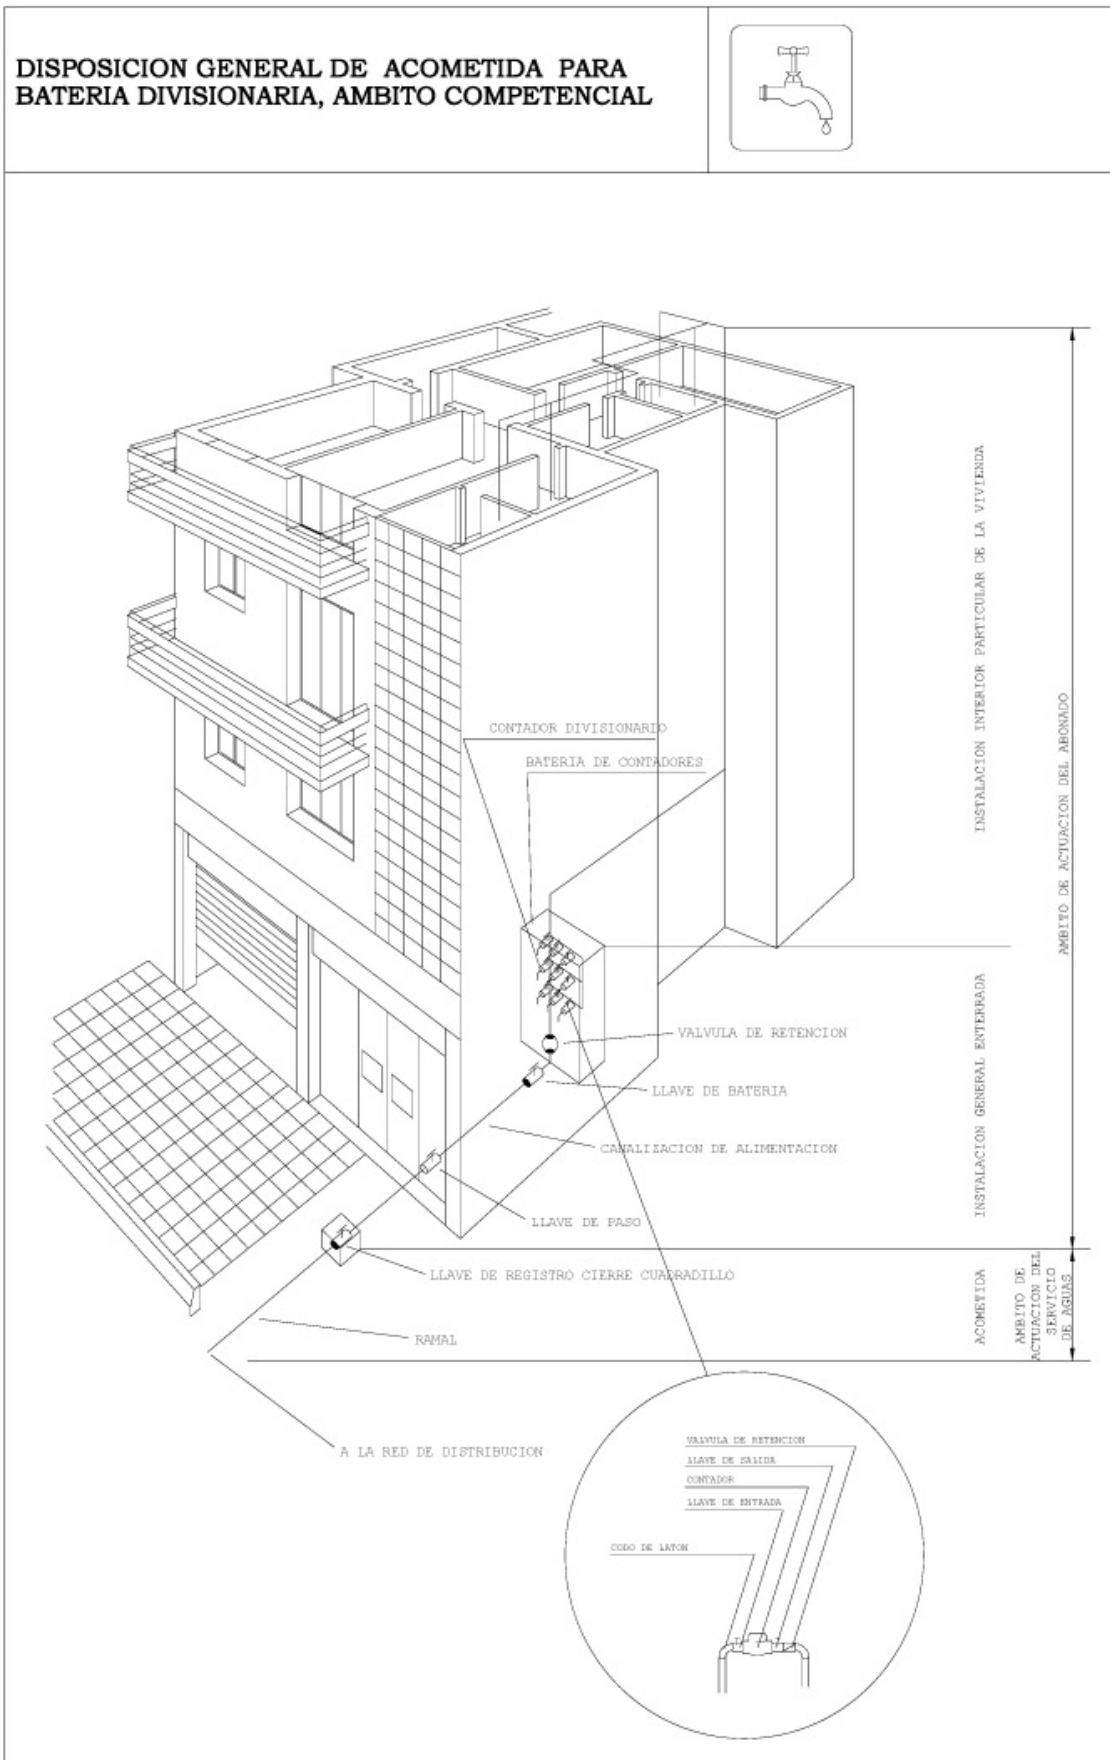 DISPOSICION GENERAL DE ACOMETIDA PARA
BATERIA DIVISIONARIA, AMBITO COMPETENCIAL
CONTADOR DIVISIONARIO
BATERIA DE CONTADORES
VALVULA DE RETENCION
LLAVE DE BATERIA
CANALIZACION DE ALIMENTACION
LLAVE DE PASO
LLAVE DE REGISTRO CIERRE CUADRADILLO
RAMAL
A LA RED DE DISTRIBUCION
INSTALACION INTERIOR PARTICULAR DE LA VIVIENDA
AMBITO DE ACTUACION DEL ABONADO
INSTALACION GENERAL ENTERRADA
ACOMETIDA
AMBITO DE
ACTUACION DEL
SERVICIO
DE AGUAS
VALVULA DE RETENCION
LLAVE DE SALIDA
CONTADOR
LLAVE DE ENTRADA
CODO DE LATON